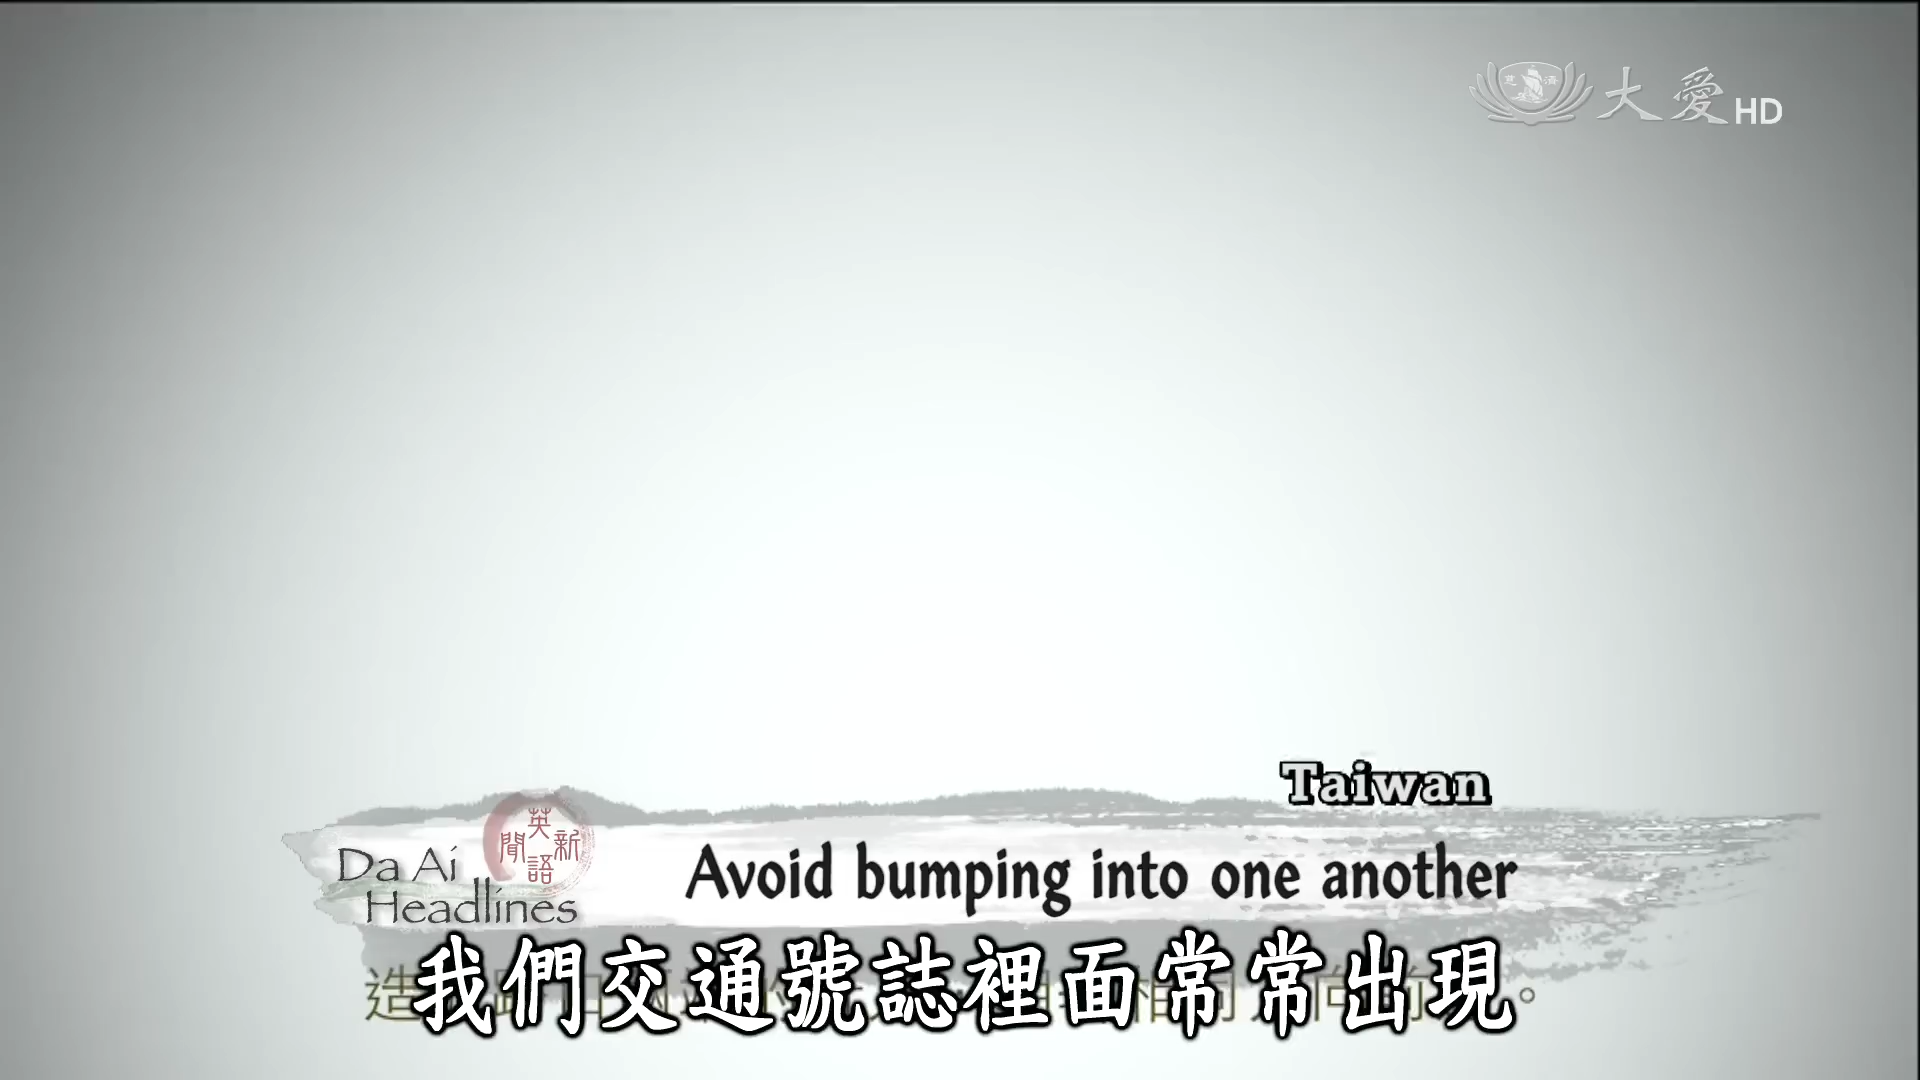 大愛HD
Taiwan
英語新聞
Da Ai
Headlines
Avoid bumping into one another
我們交通號誌裡面常常出現